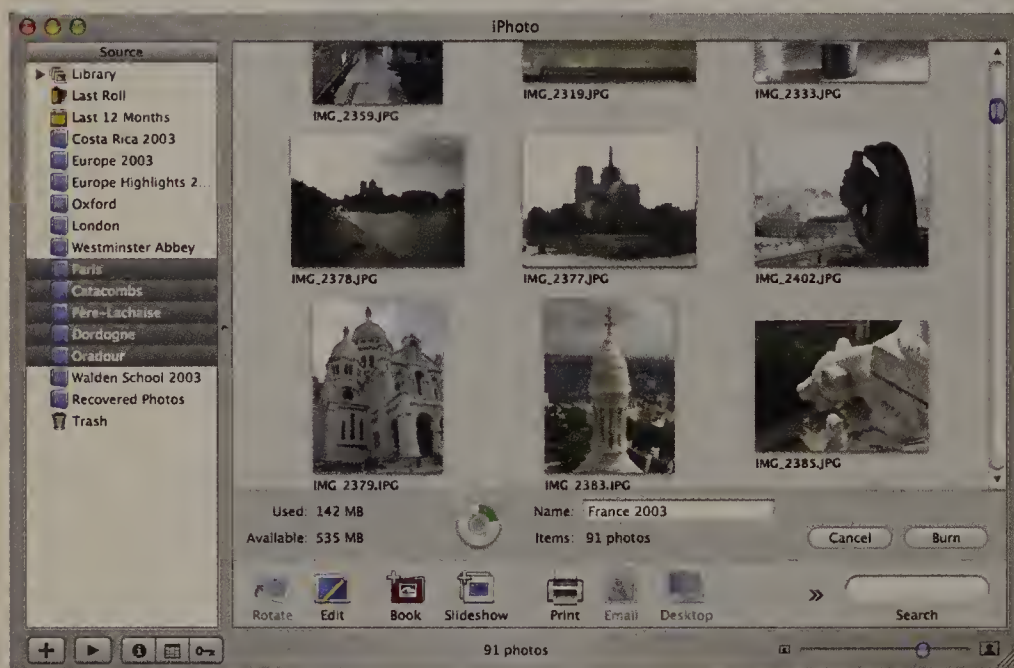 iPhoto
Source
Library
Last Roll
Last 12 Months
Costa Rica 2003
Europe 2003
Europe Highlights 2...
Oxford
London
Westminster Abbey
Paris
Catacombs
Père-Lachaise
Dordogne
Oradour
Walden School 2003
Recovered Photos
Trash
IMG_2359.JPG
IMG_2319.JPG
IMG_2333.JPG
IMG_2378.JPG
IMG_2377.JPG
IMG_2402.JPG
IMG_2379.JPG
IMG_2383.JPG
IMG_2385.JPG
Used: 142 MB
Available: 535 MB
Name: France 2003
Items: 91 photos
Cancel
Burn
Rotate
Edit
Book
Slideshow
Print
Email
Desktop
»
Search
91 photos